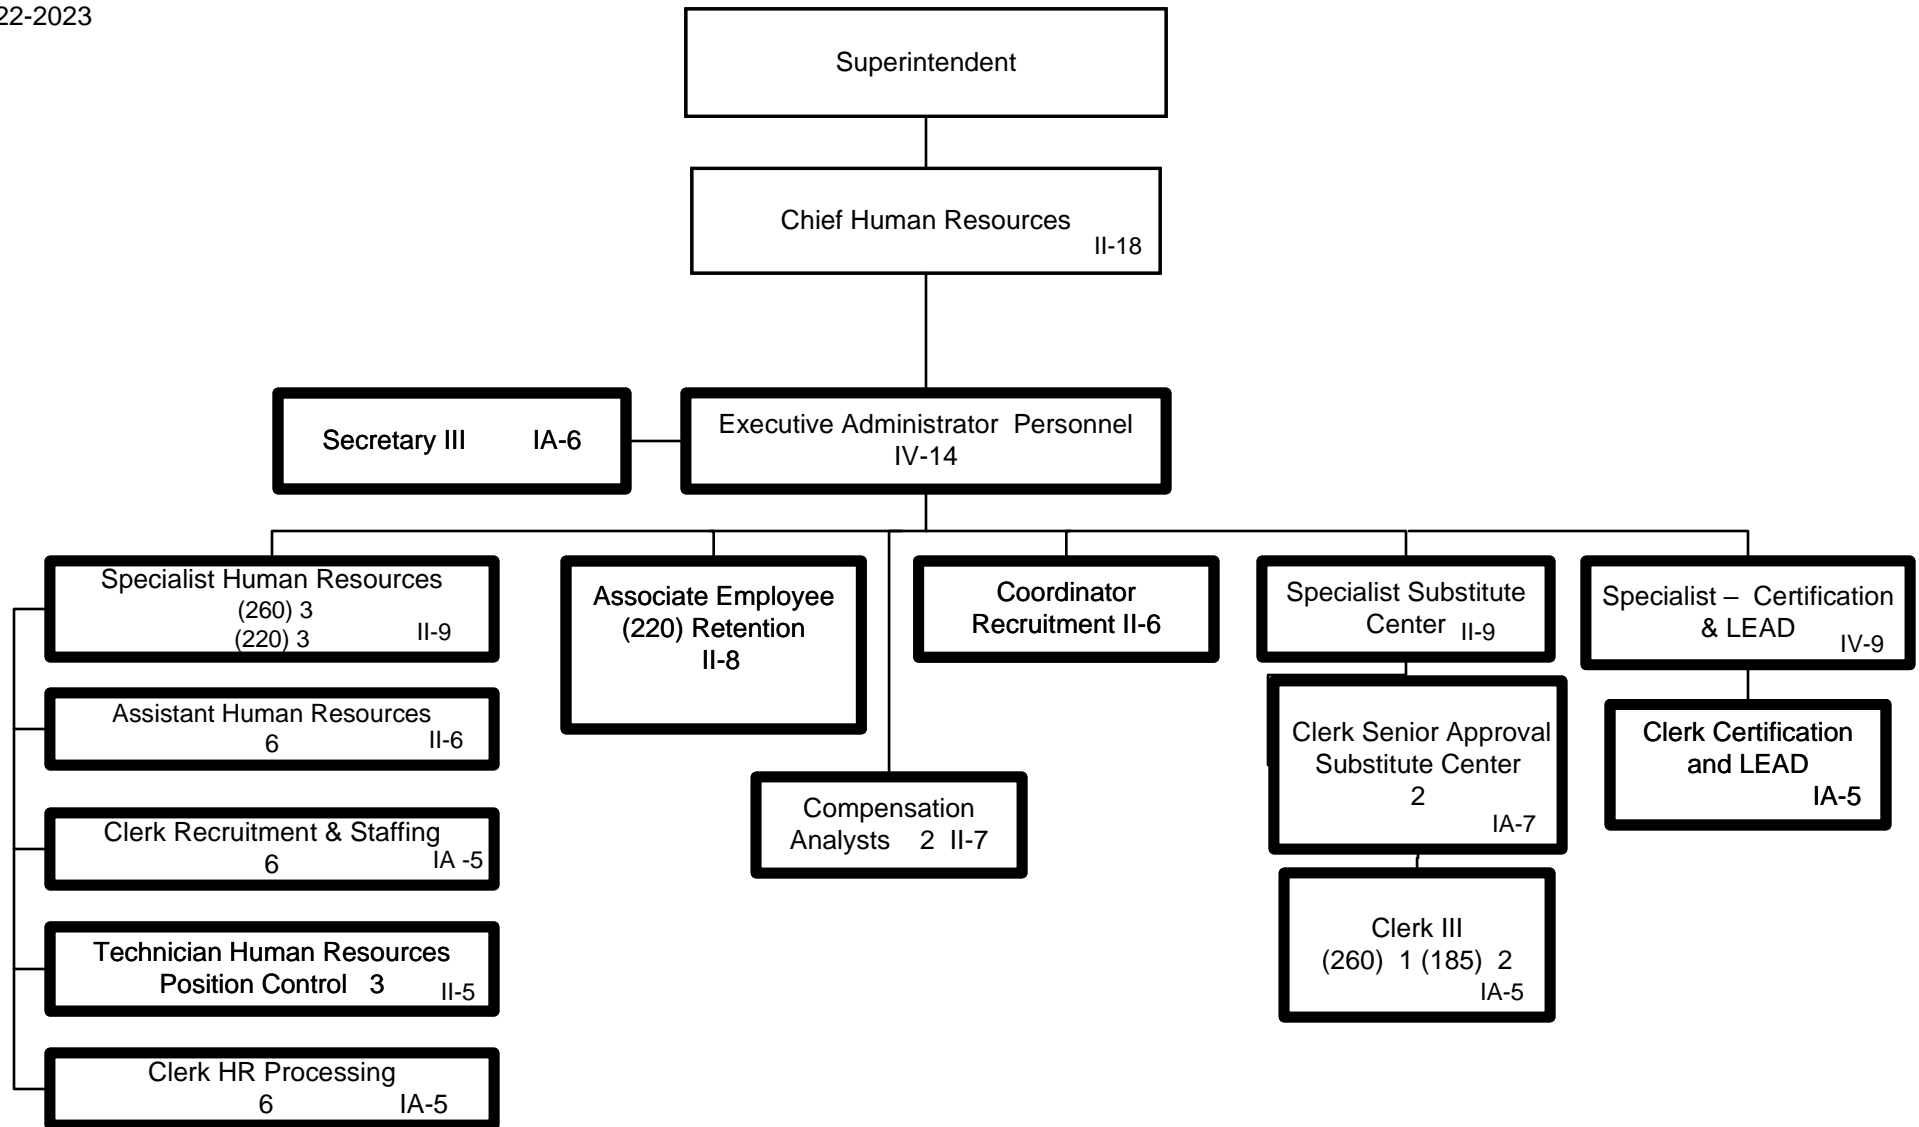 22-2023
Superintendent
Chief Human Resources
II-18
Secretary III IA-6
Executive Administrator Personnel
IV-14
Specialist Human Resources
(260) 3
(220) 3 II-9
Associate Employee
(220) Retention
II-8
Coordinator
Recruitment II-6
Specialist Substitute
Center II-9
Specialist – Certification
& LEAD
IV-9
Assistant Human Resources
6 II-6
Clerk Senior Approval
Substitute Center
2
IA-7
Clerk Certification
and LEAD
IA-5
Compensation
Analysts 2 II-7
Clerk Recruitment & Staffing
6 IA -5
Clerk III
(260) 1 (185) 2
IA-5
Technician Human Resources
Position Control 3 II-5
Clerk HR Processing
6 IA-5